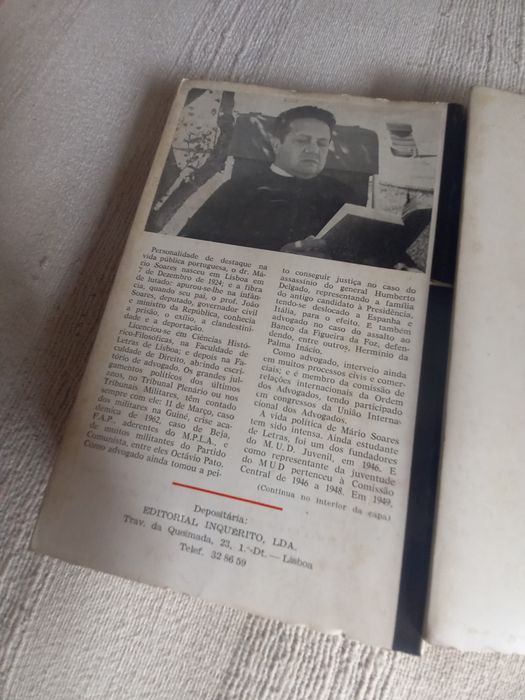 Personalidade de destaque na
vida pública portuguesa, o dr. Má-
rio Soares nasceu em Lisboa em
7 de Dezembro de 1924; e a fibra
de lutador apurou-se-lhe na infân-
cia, quando seu pai, o prof. João
Soares, deputado, governador civil
e ministro da República, conhecia
a prisão, o exílio, a clandestini-
dade e a deportação.
Licenciou-se em Ciências Histó-
rico-Filosóficas, na Faculdade de
Letras de Lisboa; e depois na Fa-
culdade de Direito, abrindo escri-
tório de advogado. Os grandes jul-
gamentos políticos dos últimos
anos, no Tribunal Plenário ou nos
Tribunais Militares, têm contado
sempre com ele: 11 de Março, caso
dos militares na Guiné, crise aca-
démica de 1962, caso de Beja,
F.A.P., aderentes do M.P.L.A. e
de muitos militantes do Partido
Comunista, entre eles Octávio Pato.
Como advogado ainda tomou a pei-
to conseguir justiça no caso do
assassínio do general Humberto
Delgado, representando a família
do antigo candidato à Presidência,
tendo-se deslocado a Espanha e
Itália, para o efeito. E também
advogado no caso do assalto ao
Banco da Figueira da Foz, defen-
dendo, entre outros, Hermínio da
Palma Inácio.
Como advogado, interveio ainda
em muitos processos civis e comer-
ciais; e é membro da comissão de
relações internacionais da Ordem
dos Advogados, tendo participado
em congressos da União Interna-
cional dos Advogados.
A vida política de Mário Soares
tem sido intensa. Ainda estudante
de Letras, foi um dos fundadores
do M. U. D. Juvenil, em 1946. E
como representante da juventude
do MUD pertenceu à Comissão
Central de 1946 a 1948. Em 1949,
(Continua no interior da capa)
Depositária:
EDITORIAL INQUÉRITO, LDA.
Trav. da Queimada, 23, 1.º-Dt. — Lisboa
Telef. 32 86 59